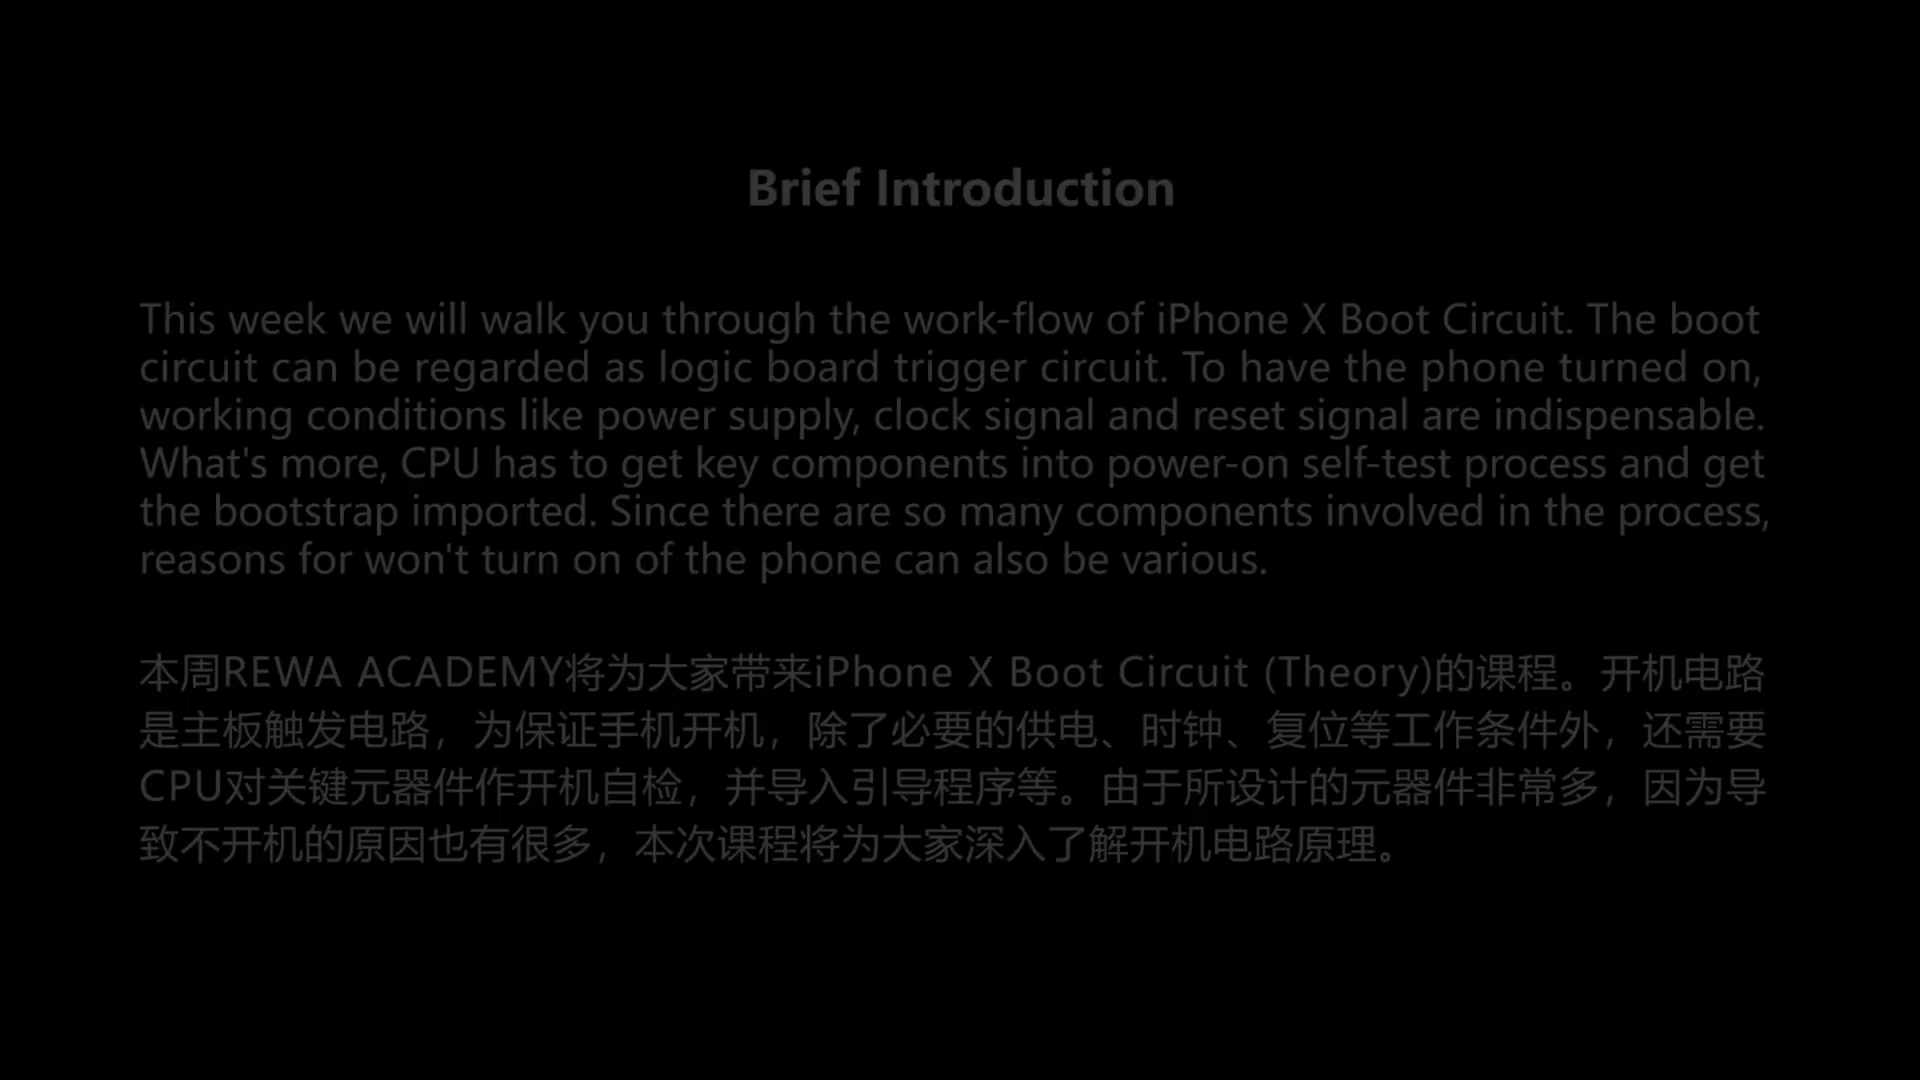 Brief Introduction
This week we will walk you through the work-flow of iPhone X Boot Circuit. The boot
circuit can be regarded as logic board trigger circuit. To have the phone turned on,
working conditions like power supply, clock signal and reset signal are indispensable.
What's more, CPU has to get key components into power-on self-test process and get
the bootstrap imported. Since there are so many components involved in the process,
reasons for won't turn on of the phone can also be various.
本周REWA ACADEMY将为大家带来iPhone X Boot Circuit (Theory)的课程。开机电路
是主板触发电路，为保证手机开机，除了必要的供电、时钟、复位等工作条件外，还需要
CPU对关键元器件作开机自检，并导入引导程序等。由于所设计的元器件非常多，因为导
致不开机的原因也有很多，本次课程将为大家深入了解开机电路原理。